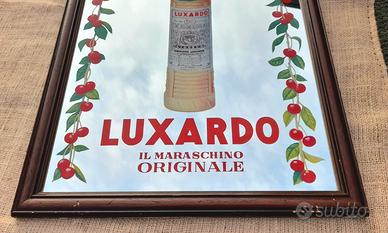 LUXARDO
LUXARDO
IL MARASCHINO
ORIGINALE
subito